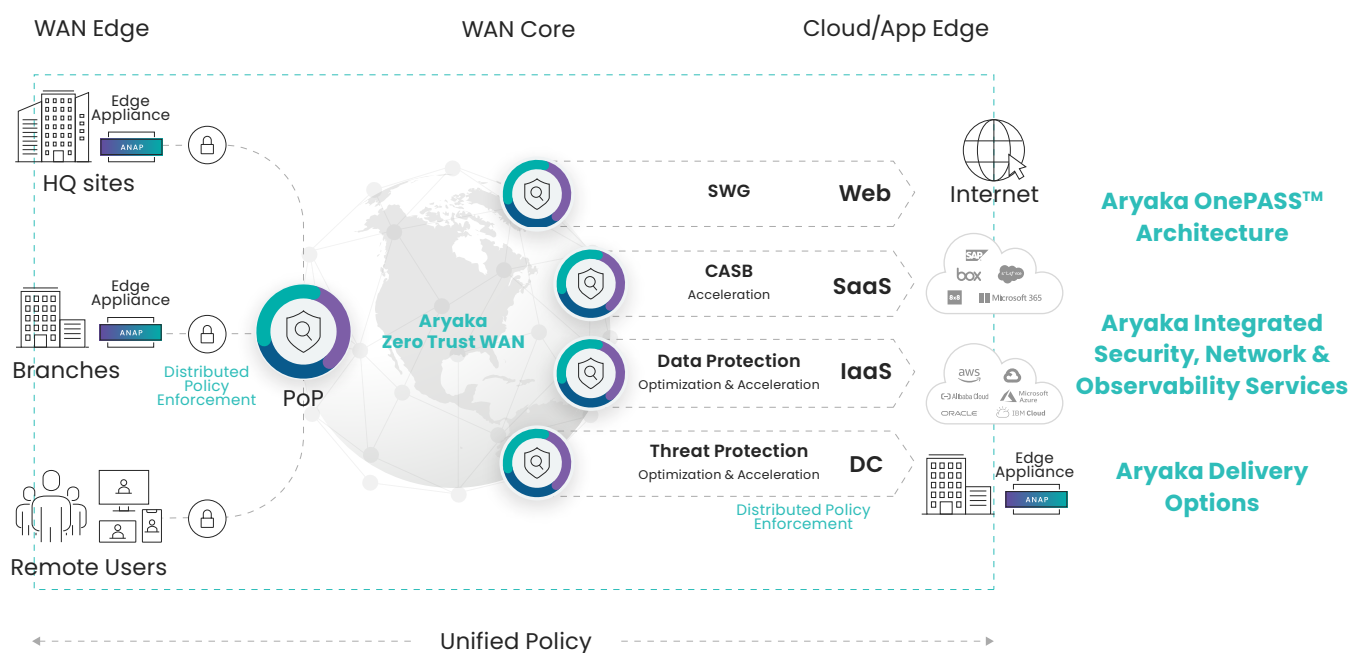 WAN Edge
WAN Core
Cloud/App Edge
Edge
Appliance
ANAP
HQ sites
Edge
Appliance
ANAP
Branches
Distributed
Policy
Enforcement
PoP
Remote Users
Aryaka
Zero Trust WAN
SWG
Web
CASB
Acceleration
SaaS
Data Protection
Optimization & Acceleration
IaaS
Threat Protection
Optimization & Acceleration
DC
Distributed Policy
Enforcement
Internet
SAP
box
salesforce
8x8
Microsoft 365
aws
Alibaba Cloud
Microsoft
Azure
ORACLE
IBM Cloud
Edge
Appliance
ANAP
Aryaka OnePASS™
Architecture
Aryaka Integrated
Security, Network &
Observability Services
Aryaka Delivery
Options
Unified Policy